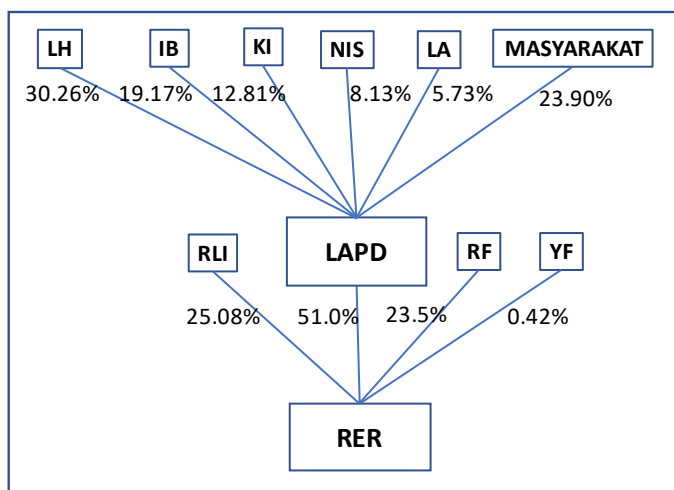 LH IB KI NIS LA MASYARAKAT
30.26% 19.17% 12.81% 8.13% 5.73% 23.90%
RLI LAPD RF YF
25.08% 51.0% 23.5% 0.42%
RER